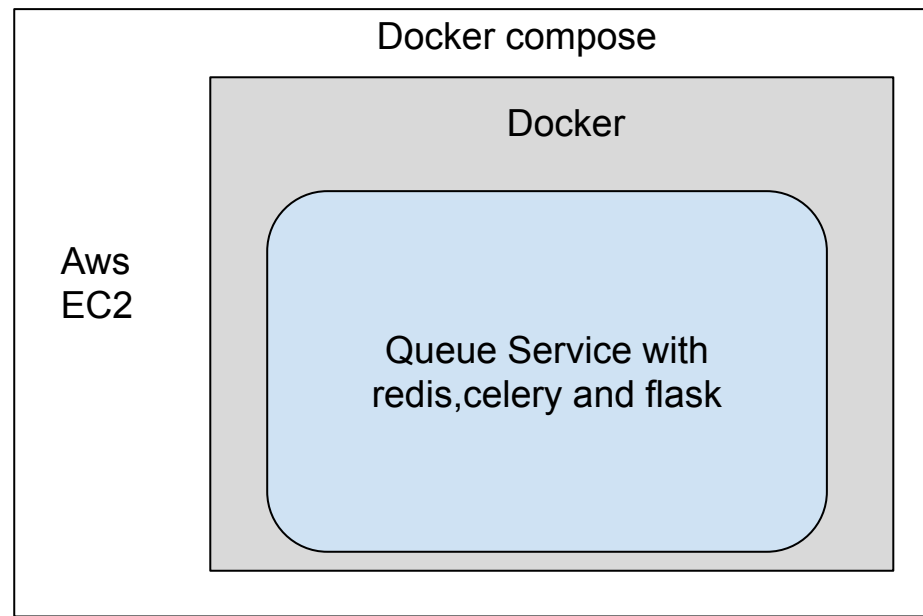 Docker compose
Docker
Aws
EC2
Queue Service with
redis,celery and flask